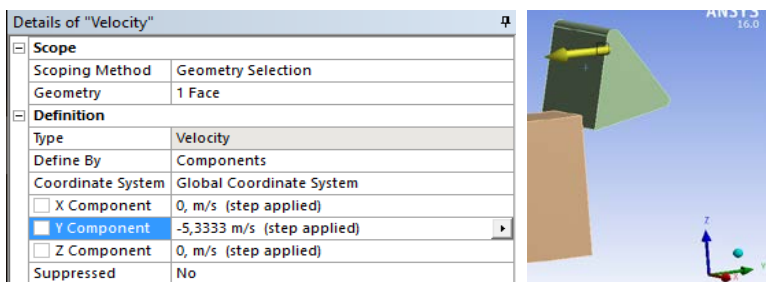 Details of "Velocity"
Scope
Scoping Method Geometry Selection
Geometry 1 Face
Definition
Type Velocity
Define By Components
Coordinate System Global Coordinate System
X Component 0, m/s (step applied)
Y Component -5,3333 m/s (step applied)
Z Component 0, m/s (step applied)
Suppressed No
ANSYS
16.0
Z
Y
X